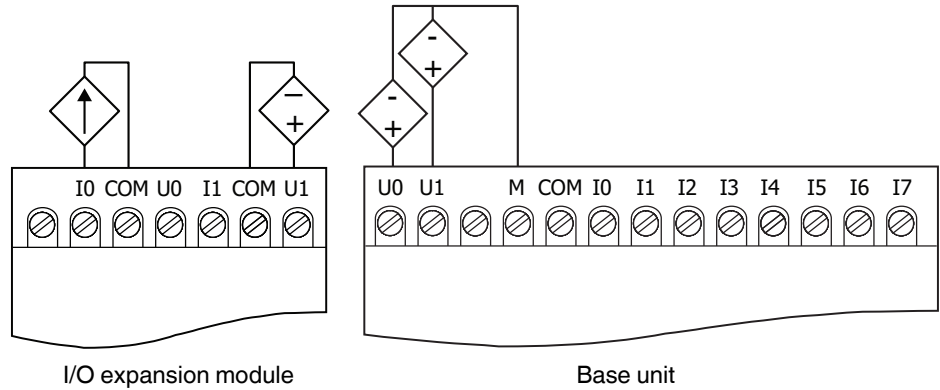 -
+
-
+
−
+
I0 COM U0 I1 COM U1
U0 U1 M COM I0 I1 I2 I3 I4 I5 I6 I7
I/O expansion module
Base unit